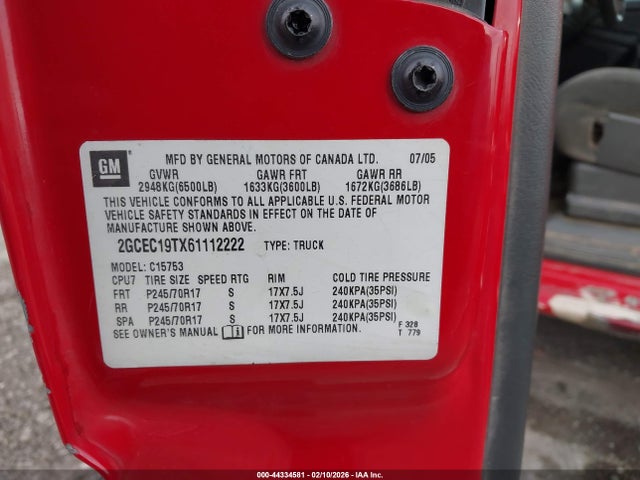 GM
MFD BY GENERAL MOTORS OF CANADA LTD. 07/05
GVWR GAWR FRT GAWR RR
2948KG(6500LB) 1633KG(3600LB) 1672KG(3686LB)
THIS VEHICLE CONFORMS TO ALL APPLICABLE U.S. FEDERAL MOTOR
VEHICLE SAFETY STANDARDS IN EFFECT ON THE DATE OF
MANUFACTURE SHOWN ABOVE.
2GCEC19TX61112222 TYPE: TRUCK
MODEL: C15753
CPU7 TIRE SIZE SPEED RTG RIM COLD TIRE PRESSURE
FRT P245/70R17 S 17X7.5J 240KPA(35PSI)
RR P245/70R17 S 17X7.5J 240KPA(35PSI)
SPA P245/70R17 S 17X7.5J 240KPA(35PSI)
SEE OWNER'S MANUAL FOR MORE INFORMATION. F 328
T 779
000-44334581 - 02/10/2026 - IAAI.com